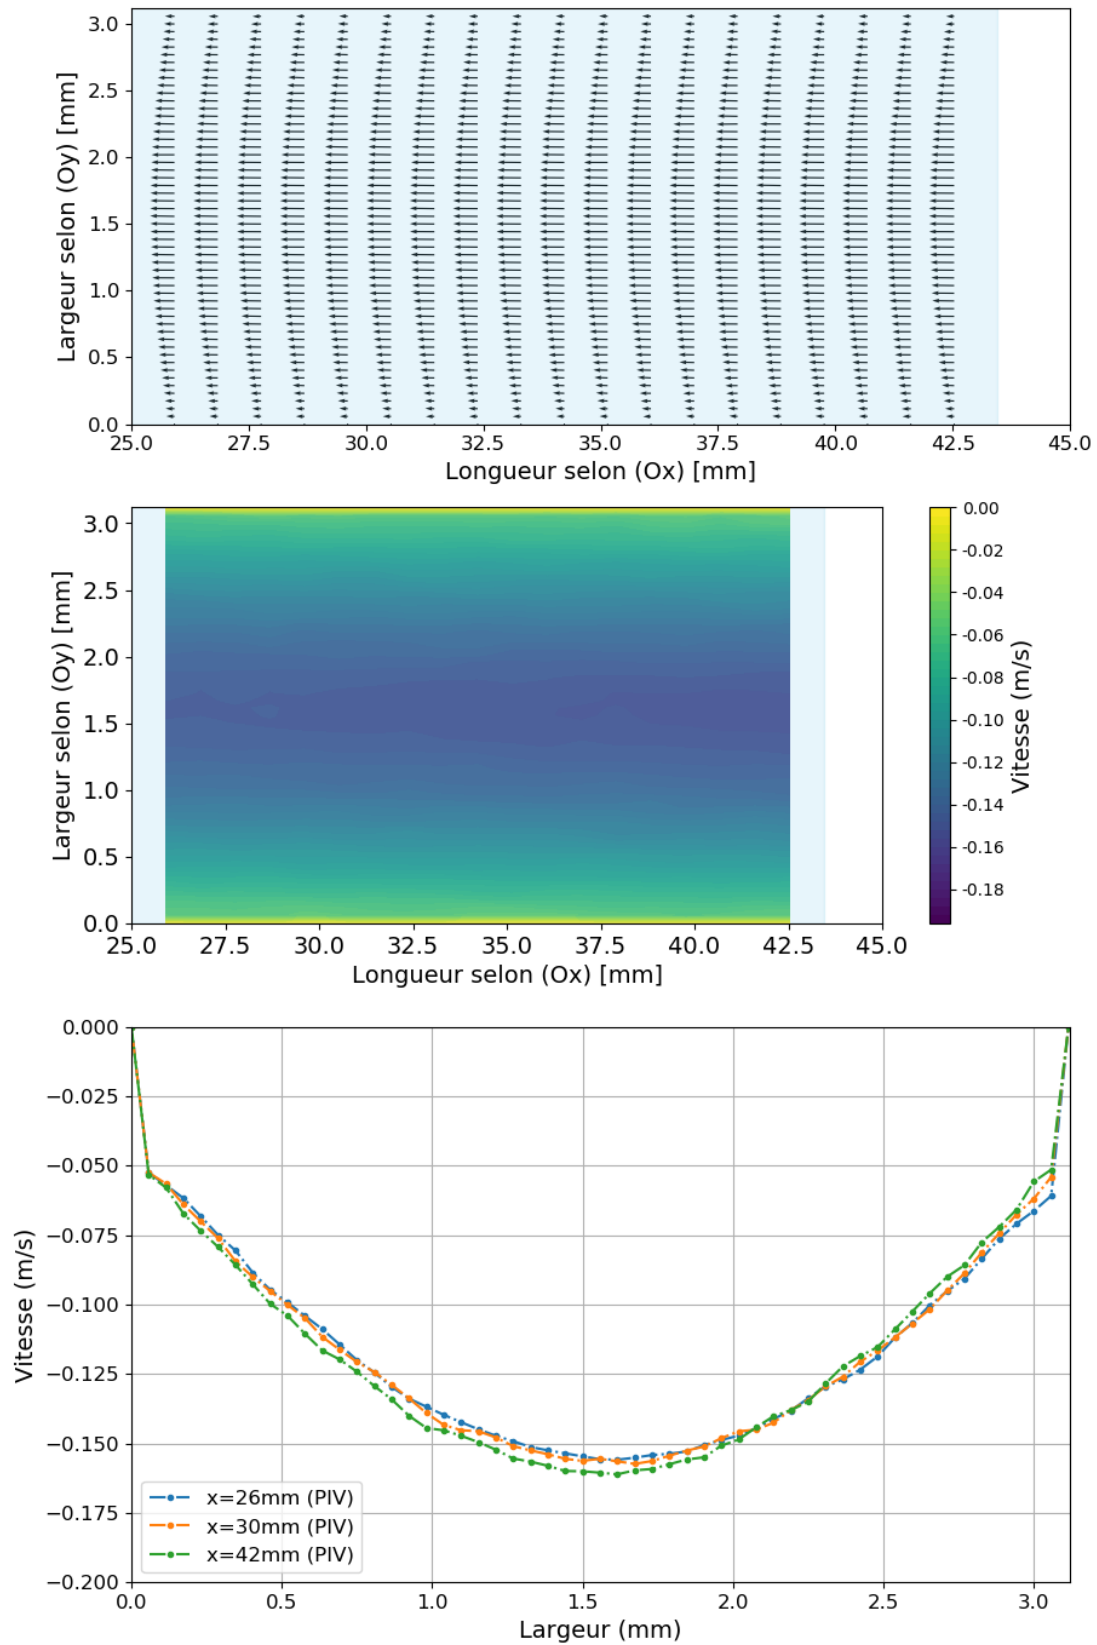 3.0
2.5
2.0
1.5
1.0
0.5
0.0
Largeur selon (Oy) [mm]
25.0 27.5 30.0 32.5 35.0 37.5 40.0 42.5 45.0
Longueur selon (Ox) [mm]
3.0
2.5
2.0
1.5
1.0
0.5
0.0
Largeur selon (Oy) [mm]
25.0 27.5 30.0 32.5 35.0 37.5 40.0 42.5 45.0
Longueur selon (Ox) [mm]
0.00
-0.02
-0.04
-0.06
-0.08
-0.10
-0.12
-0.14
-0.16
-0.18
Vitesse (m/s)
0.000
−0.025
−0.050
−0.075
−0.100
−0.125
−0.150
−0.175
−0.200
Vitesse (m/s)
x=26mm (PIV)
x=30mm (PIV)
x=42mm (PIV)
0.0 0.5 1.0 1.5 2.0 2.5 3.0
Largeur (mm)